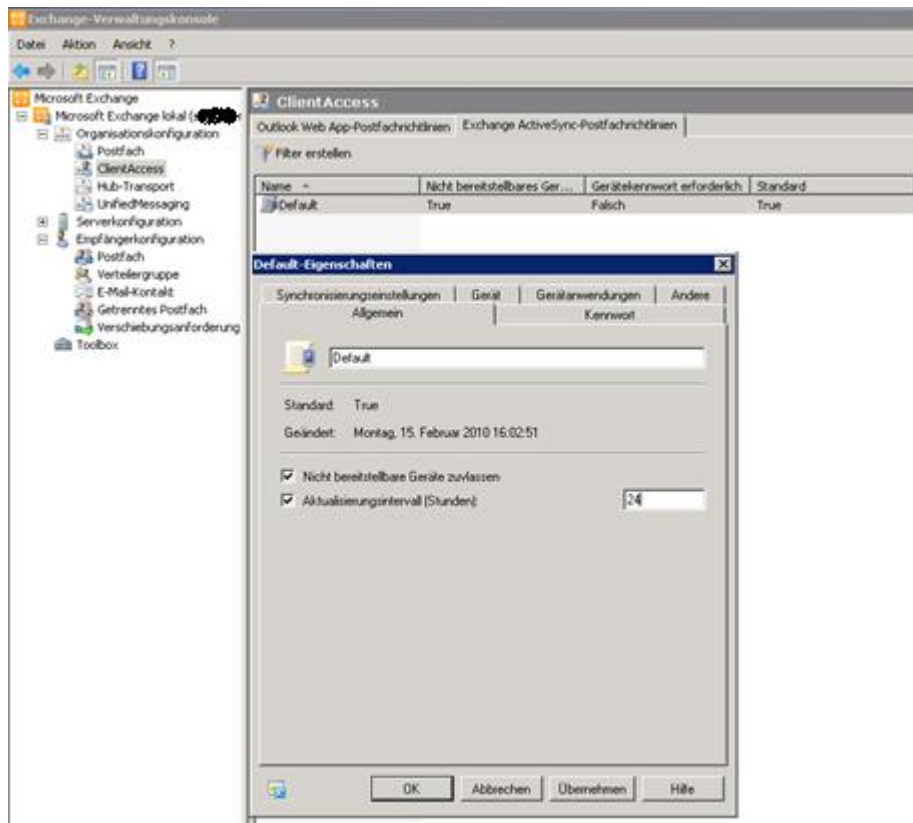 Exchange-Verwaltungskonsole
Datei Aktion Ansicht ?
Microsoft Exchange
Microsoft Exchange lokal (
Organisationskonfiguration
Postfach
ClientAccess
Hub-Transport
UnifiedMessaging
Serverkonfiguration
Empfängerkonfiguration
Postfach
Verteilergruppe
E-Mail-Kontakt
Getrenntes Postfach
Verschiebungsanforderung
Toolbox
ClientAccess
Outlook Web App-Postfachrichtlinien Exchange ActiveSync-Postfachrichtlinien
Filter erstellen
Name Nicht bereitstellbares Ger... Gerätekennwort erforderlich Standard
Default True Falsch True
Default-Eigenschaften
Synchronisierungseinstellungen Gerät Geräteanwendungen Andere
Allgemein Kennwort
Default
Standard: True
Geändert: Montag, 15. Februar 2010 16:02:51
Nicht bereitstellbare Geräte zuvlassen
Aktualisierungsintervall (Stunden): 24
OK Abbrechen Übernehmen Hilfe